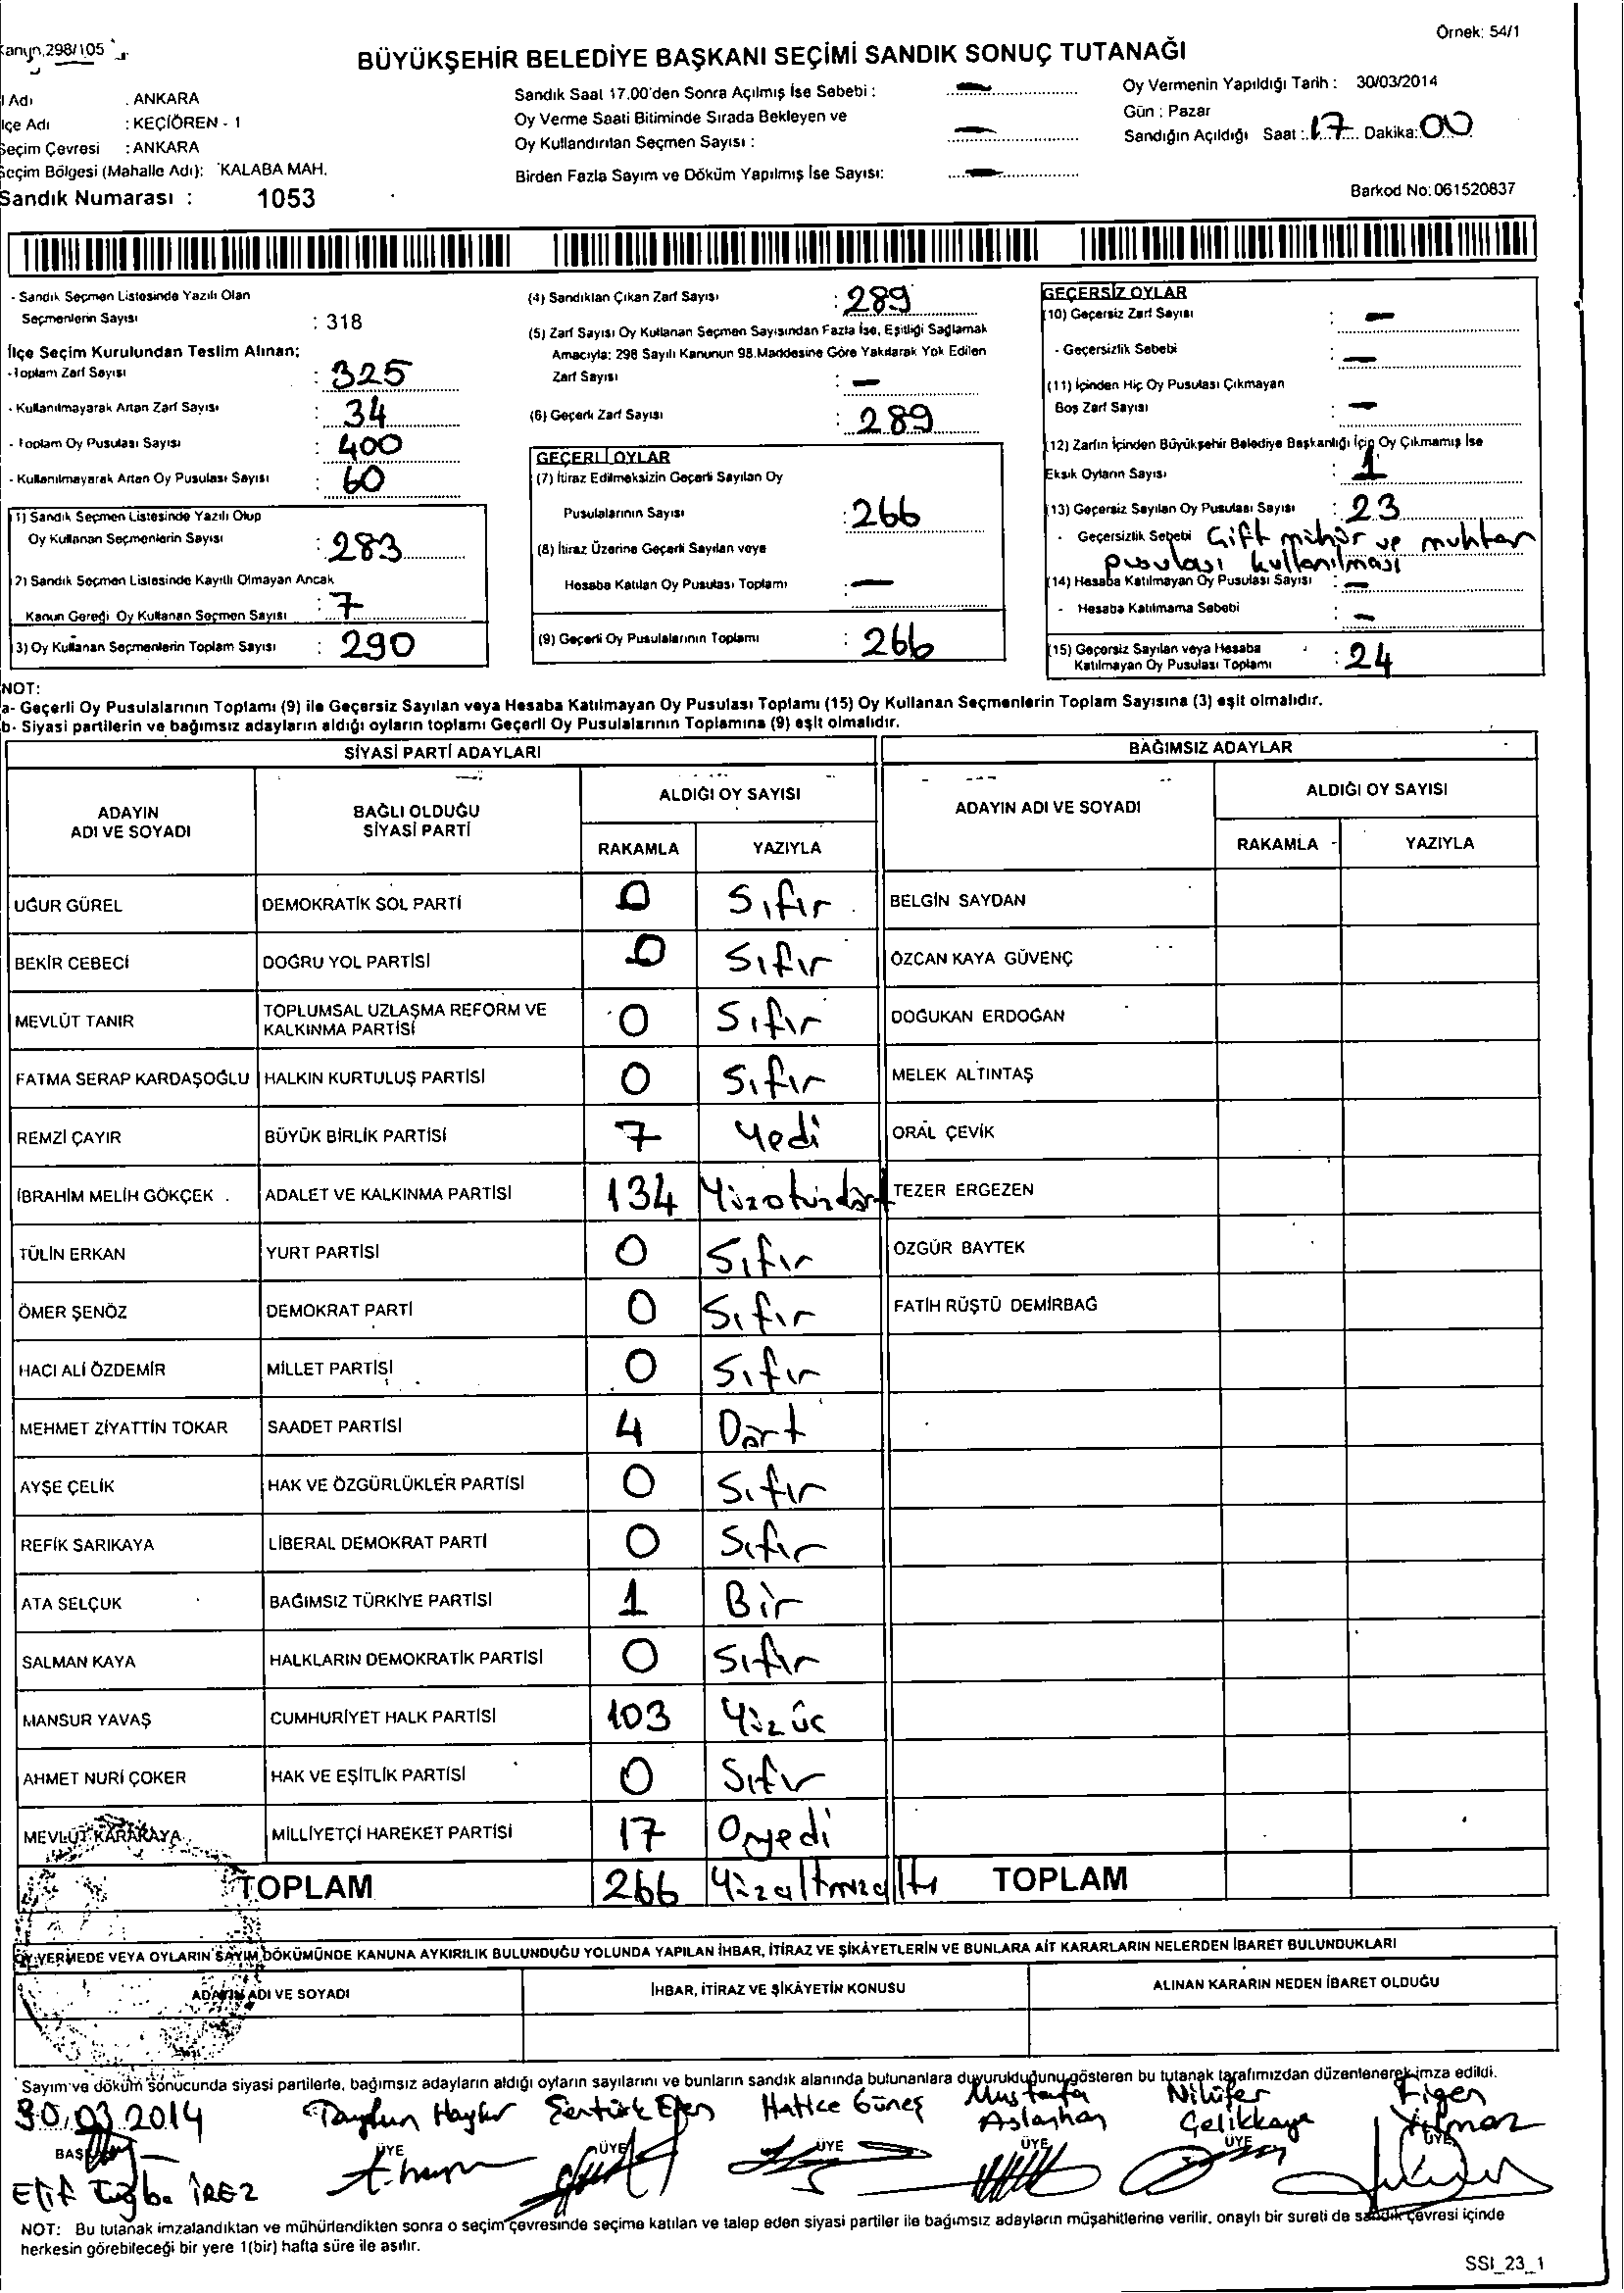 Kanun, 298/105
Örnek: 54/1
BÜYÜKŞEHİR BELEDİYE BAŞKANI SEÇİMİ SANDIK SONUÇ TUTANAĞI
İl Adı : ANKARA
İlçe Adı : KEÇİÖREN - 1
Seçim Çevresi : ANKARA
Seçim Bölgesi (Mahalle Adı): KALABA MAH.
Sandık Numarası : 1053
Sandık Saat 17.00'den Sonra Açılmış İse Sebebi : —
Oy Verme Saati Bitiminde Sırada Bekleyen ve
Oy Kullandırılan Seçmen Sayısı : —
Birden Fazla Sayım ve Döküm Yapılmış İse Sayısı: —
Oy Vermenin Yapıldığı Tarih : 30/03/2014
Gün : Pazar
Sandığın Açıldığı Saat : 17 Dakika: 00
Barkod No: 061520837
- Sandık Seçmen Listesinde Yazılı Olan
Seçmenlerin Sayısı : 318
İlçe Seçim Kurulundan Teslim Alınan;
- Toplam Zarf Sayısı : 325
- Kullanılmayarak Artan Zarf Sayısı : 34
- Toplam Oy Pusulası Sayısı : 400
- Kullanılmayarak Artan Oy Pusulası Sayısı : 60
(1) Sandık Seçmen Listesinde Yazılı Olup
Oy Kullanan Seçmenlerin Sayısı : 283
(2) Sandık Seçmen Listesinde Kayıtlı Olmayan Ancak
Kanun Gereği Oy Kullanan Seçmen Sayısı : 7
(3) Oy Kullanan Seçmenlerin Toplam Sayısı : 290
(4) Sandıktan Çıkan Zarf Sayısı : 289
(5) Zarf Sayısı Oy Kullanan Seçmen Sayısından Fazla İse, Eşitliği Sağlamak
Amacıyla; 298 Sayılı Kanunun 98.Maddesine Göre Yakılarak Yok Edilen
Zarf Sayısı : —
(6) Geçerli Zarf Sayısı : 289
GEÇERLİ OYLAR
(7) İtiraz Edilmeksizin Geçerli Sayılan Oy
Pusulalarının Sayısı : 266
(8) İtiraz Üzerine Geçerli Sayılan veya
Hesaba Katılan Oy Pusulası Toplamı : —
(9) Geçerli Oy Pusulalarının Toplamı : 266
GEÇERSİZ OYLAR
(10) Geçersiz Zarf Sayısı : —
- Geçersizlik Sebebi : —
(11) İçinden Hiç Oy Pusulası Çıkmayan
Boş Zarf Sayısı : —
(12) Zarfın İçinden Büyükşehir Belediye Başkanlığı İçin Oy Çıkmamış İse
Eksik Oyların Sayısı : 1
(13) Geçersiz Sayılan Oy Pusulası Sayısı : 23
- Geçersizlik Sebebi Çift mühür ve muhtar
pusulası kullanılması
(14) Hesaba Katılmayan Oy Pusulası Sayısı : —
- Hesaba Katılmama Sebebi : —
(15) Geçersiz Sayılan veya Hesaba
Katılmayan Oy Pusulası Toplamı : 24
NOT:
a- Geçerli Oy Pusulalarının Toplamı (9) ile Geçersiz Sayılan veya Hesaba Katılmayan Oy Pusulası Toplamı (15) Oy Kullanan Seçmenlerin Toplam Sayısına (3) eşit olmalıdır.
b- Siyasi partilerin ve bağımsız adayların aldığı oyların toplamı Geçerli Oy Pusulalarının Toplamına (9) eşit olmalıdır.
SİYASİ PARTİ ADAYLARI BAĞIMSIZ ADAYLAR
ADAYIN ADI VE SOYADI BAĞLI OLDUĞU SİYASİ PARTİ ALDIĞI OY SAYISI ADAYIN ADI VE SOYADI ALDIĞI OY SAYISI
RAKAMLA YAZIYLA RAKAMLA YAZIYLA
UĞUR GÜREL DEMOKRATİK SOL PARTİ 0 Sıfır BELGİN SAYDAN
BEKİR CEBECİ DOĞRU YOL PARTİSİ 0 Sıfır ÖZCAN KAYA GÜVENÇ
MEVLÜT TANIR TOPLUMSAL UZLAŞMA REFORM VE KALKINMA PARTİSİ 0 Sıfır DOĞUKAN ERDOĞAN
FATMA SERAP KARDAŞOĞLU HALKIN KURTULUŞ PARTİSİ 0 Sıfır MELEK ALTINTAŞ
REMZİ ÇAYIR BÜYÜK BİRLİK PARTİSİ 7 Yedi ORAL ÇEVİK
İBRAHİM MELİH GÖKÇEK ADALET VE KALKINMA PARTİSİ 134 Yüzotuzdört TEZER ERGEZEN
TÜLİN ERKAN YURT PARTİSİ 0 Sıfır ÖZGÜR BAYTEK
ÖMER ŞENÖZ DEMOKRAT PARTİ 0 Sıfır FATİH RÜŞTÜ DEMİRBAĞ
HACI ALİ ÖZDEMİR MİLLET PARTİSİ 0 Sıfır
MEHMET ZİYATTİN TOKAR SAADET PARTİSİ 4 Dört
AYŞE ÇELİK HAK VE ÖZGÜRLÜKLER PARTİSİ 0 Sıfır
REFİK SARIKAYA LİBERAL DEMOKRAT PARTİ 0 Sıfır
ATA SELÇUK BAĞIMSIZ TÜRKİYE PARTİSİ 1 Bir
SALMAN KAYA HALKLARIN DEMOKRATİK PARTİSİ 0 Sıfır
MANSUR YAVAŞ CUMHURİYET HALK PARTİSİ 103 Yüz üç
AHMET NURİ ÇOKER HAK VE EŞİTLİK PARTİSİ 0 Sıfır
MEVLÜT KARAKAYA MİLLİYETÇİ HAREKET PARTİSİ 17 Onyedi
TOPLAM 266 Yüzaltmışaltı TOPLAM
OY VERMEDE VEYA OYLARIN SAYIM DÖKÜMÜNDE KANUNA AYKIRILIK BULUNDUĞU YOLUNDA YAPILAN İHBAR, İTİRAZ VE ŞİKÂYETLERİN VE BUNLARA AİT KARARLARIN NELERDEN İBARET BULUNDUKLARI
ADAYIN ADI VE SOYADI İHBAR, İTİRAZ VE ŞİKÂYETİN KONUSU ALINAN KARARIN NEDEN İBARET OLDUĞU
Sayım ve döküm sonucunda siyasi partilerle, bağımsız adayların aldığı oyların sayılarını ve bunların sandık alanında bulunanlara duyurulduğunu gösteren bu tutanak tarafımızdan düzenlenerek imza edildi.
30.03.2014 Hatice Güneş Mustafa Aslanhan Nilüfer Çelikkaya Figen Yılmaz
BAŞKAN ÜYE ÜYE ÜYE ÜYE ÜYE ÜYE
Elif Tuğba İREZ
NOT: Bu tutanak imzalandıktan ve mühürlendikten sonra o seçim çevresinde seçime katılan ve talep eden siyasi partiler ile bağımsız adayların müşahitlerine verilir, onaylı bir sureti de sandık çevresi içinde
herkesin görebileceği bir yere 1(bir) hafta süre ile asılır.
SSI_23_1